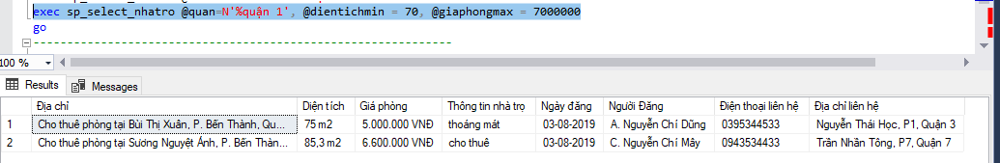 exec sp_select_nhatro @quan=N'%quận 1', @dientichmin = 70, @giaphongmax = 7000000
go
100 %
Results Messages
Địa chỉ Diện tích Giá phòng Thông tin nhà trọ Ngày đăng Người Đăng Điện thoại liên hệ Địa chỉ liên hệ
1 Cho thuê phòng tại Bùi Thị Xuân, P. Bến Thành, Qu... 75 m2 5.000.000 VNĐ thoáng mát 03-08-2019 A. Nguyễn Chí Dũng 0395344533 Nguyễn Thái Học, P1, Quận 3
2 Cho thuê phòng tại Sương Nguyệt Ánh, P. Bến Thàn... 85,3 m2 6.600.000 VNĐ cho thuê 03-08-2019 C. Nguyễn Chí Mây 0943534433 Trần Nhân Tông, P7, Quận 7